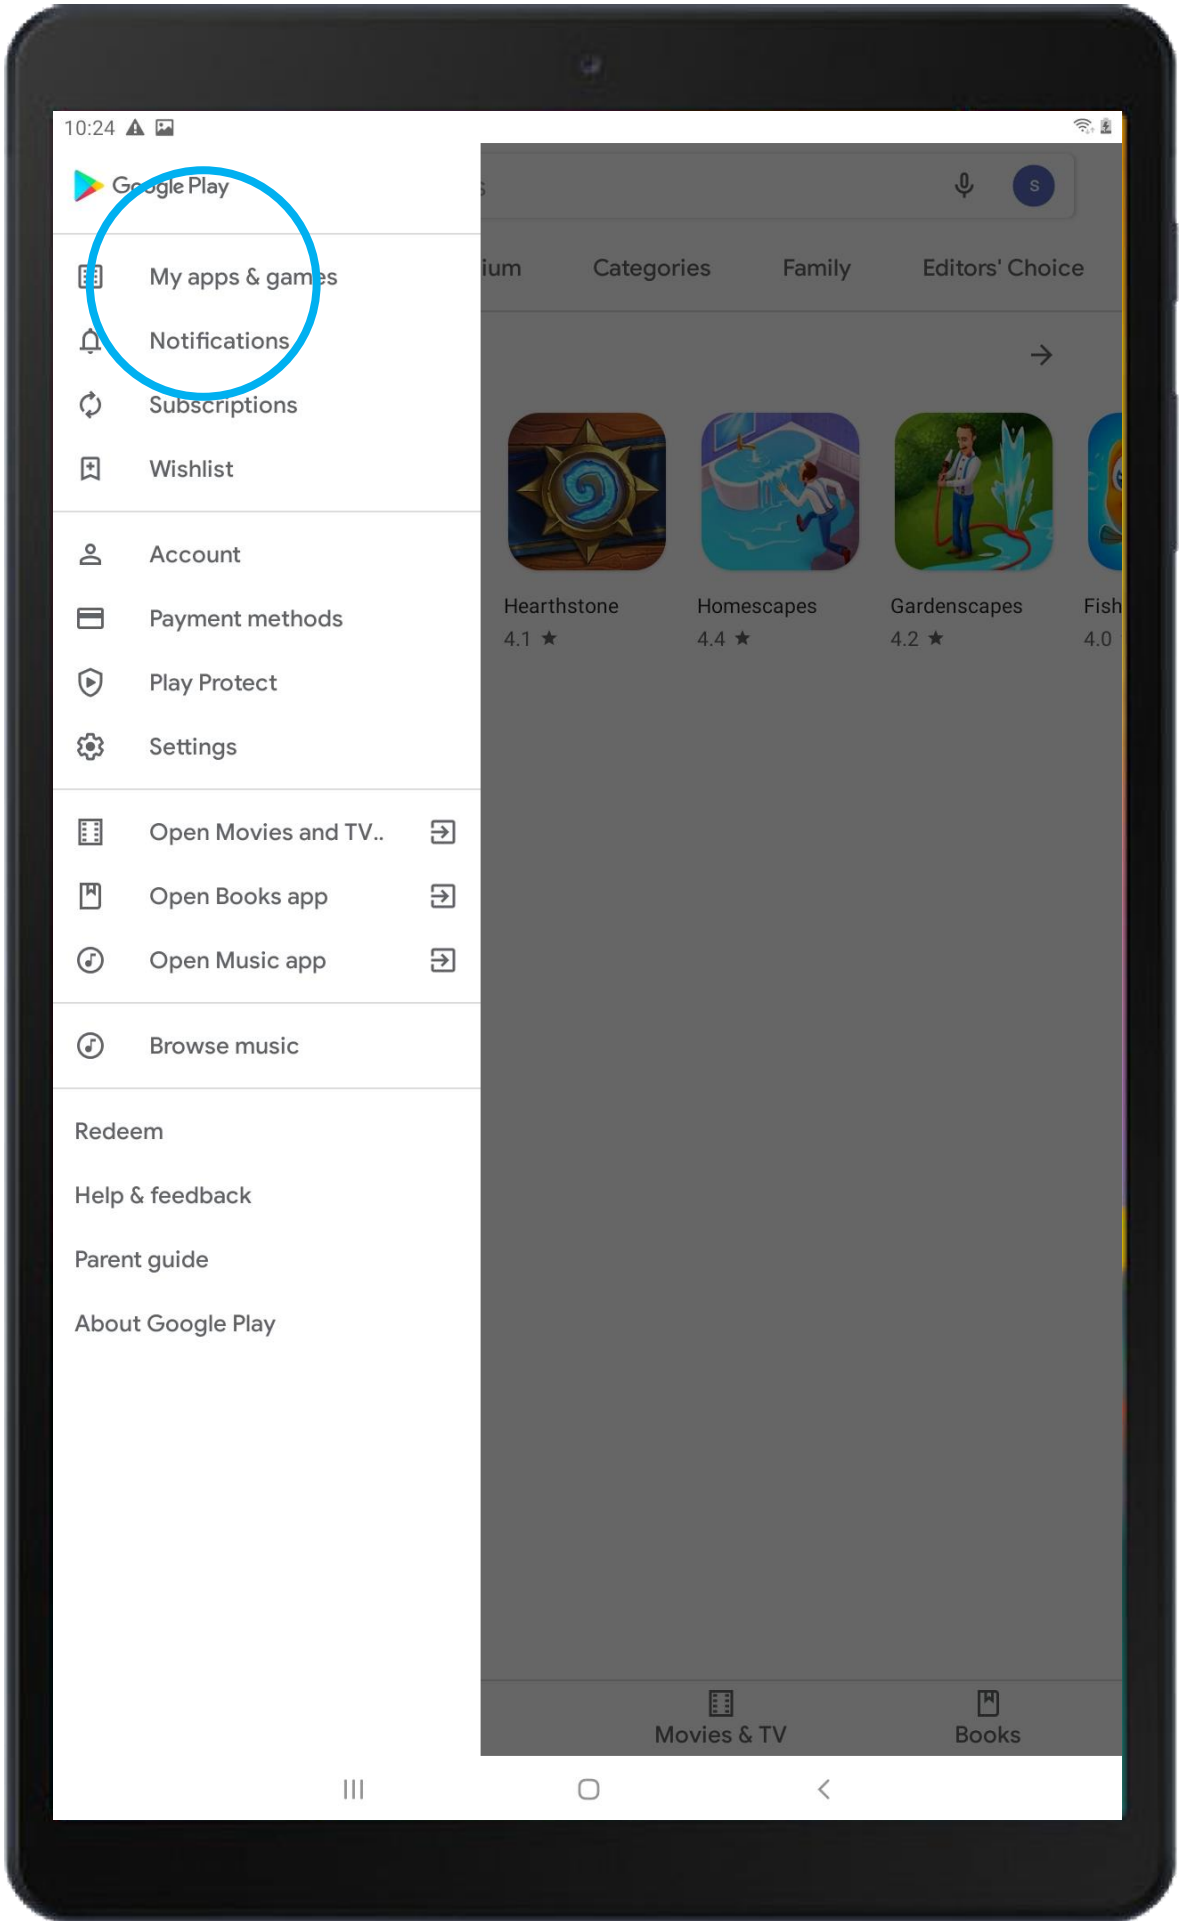 10:24
Google Play
S
My apps & games
Notifications
Subscriptions
Wishlist
Account
Payment methods
Play Protect
Settings
Open Movies and TV..
Open Books app
Open Music app
Browse music
Redeem
Help & feedback
Parent guide
About Google Play
ium
Categories
Family
Editors' Choice
Hearthstone
Homescapes
Gardenscapes
Fish
4.1 ★
4.4 ★
4.2 ★
4.0
Movies & TV
Books